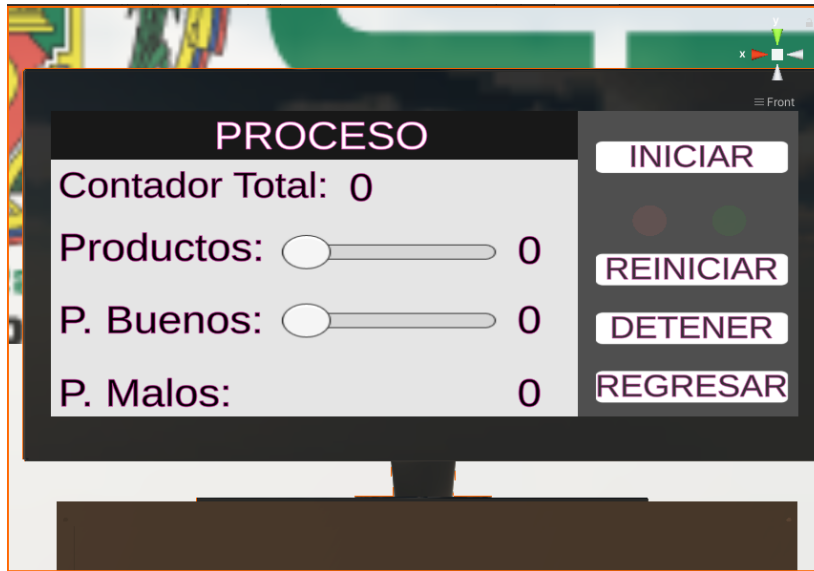 y
x
Front
PROCESO
Contador Total: 0
Productos: 0
P. Buenos: 0
P. Malos: 0
INICIAR
REINICIAR
DETENER
REGRESAR